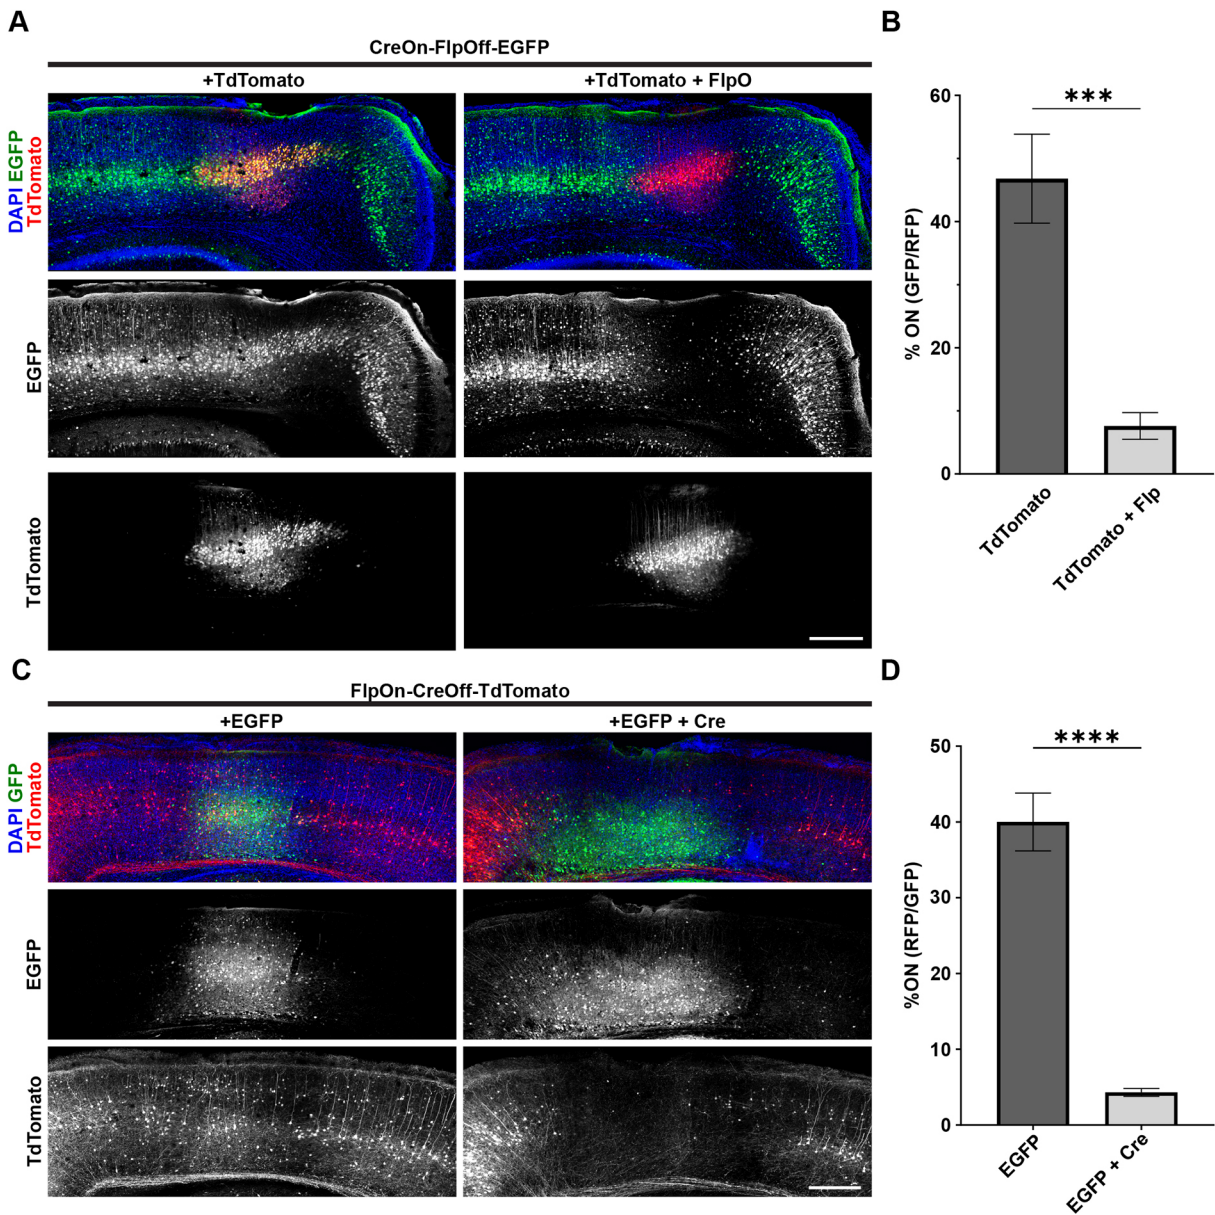 A
CreOn-FlpOff-EGFP
+TdTomato
+TdTomato + FlpO
DAPI EGFP
TdTomato
EGFP
TdTomato
B
% ON (GFP/RFP)
60
40
20
0
***
TdTomato
TdTomato + Flp
C
FlpOn-CreOff-TdTomato
+EGFP
+EGFP + Cre
DAPI GFP
TdTomato
EGFP
TdTomato
D
%ON (RFP/GFP)
50
40
30
20
10
0
****
EGFP
EGFP + Cre